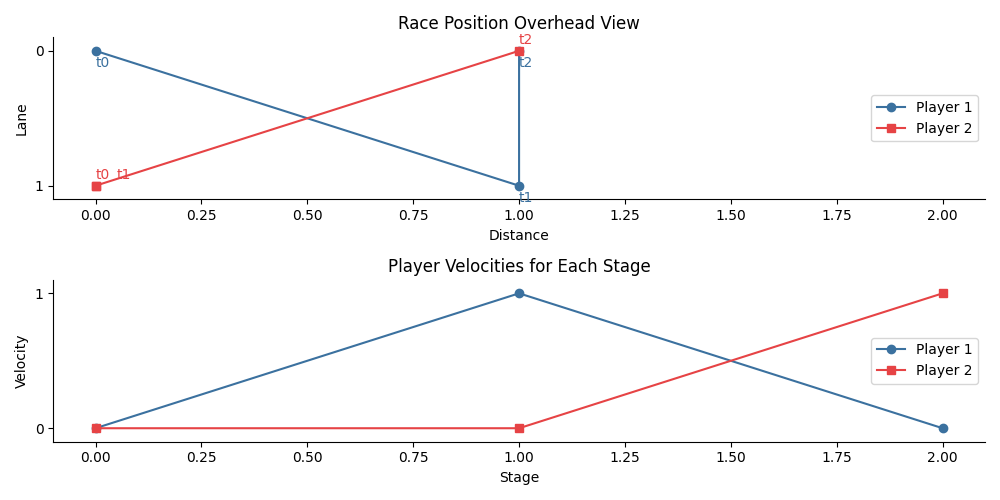 Race Position Overhead View
0
t2
t0
t2
Lane
Player 1
Player 2
t0 t1
1
t1
0.00 0.25 0.50 0.75 1.00 1.25 1.50 1.75 2.00
Distance
Player Velocities for Each Stage
1
Velocity
Player 1
Player 2
0
0.00 0.25 0.50 0.75 1.00 1.25 1.50 1.75 2.00
Stage